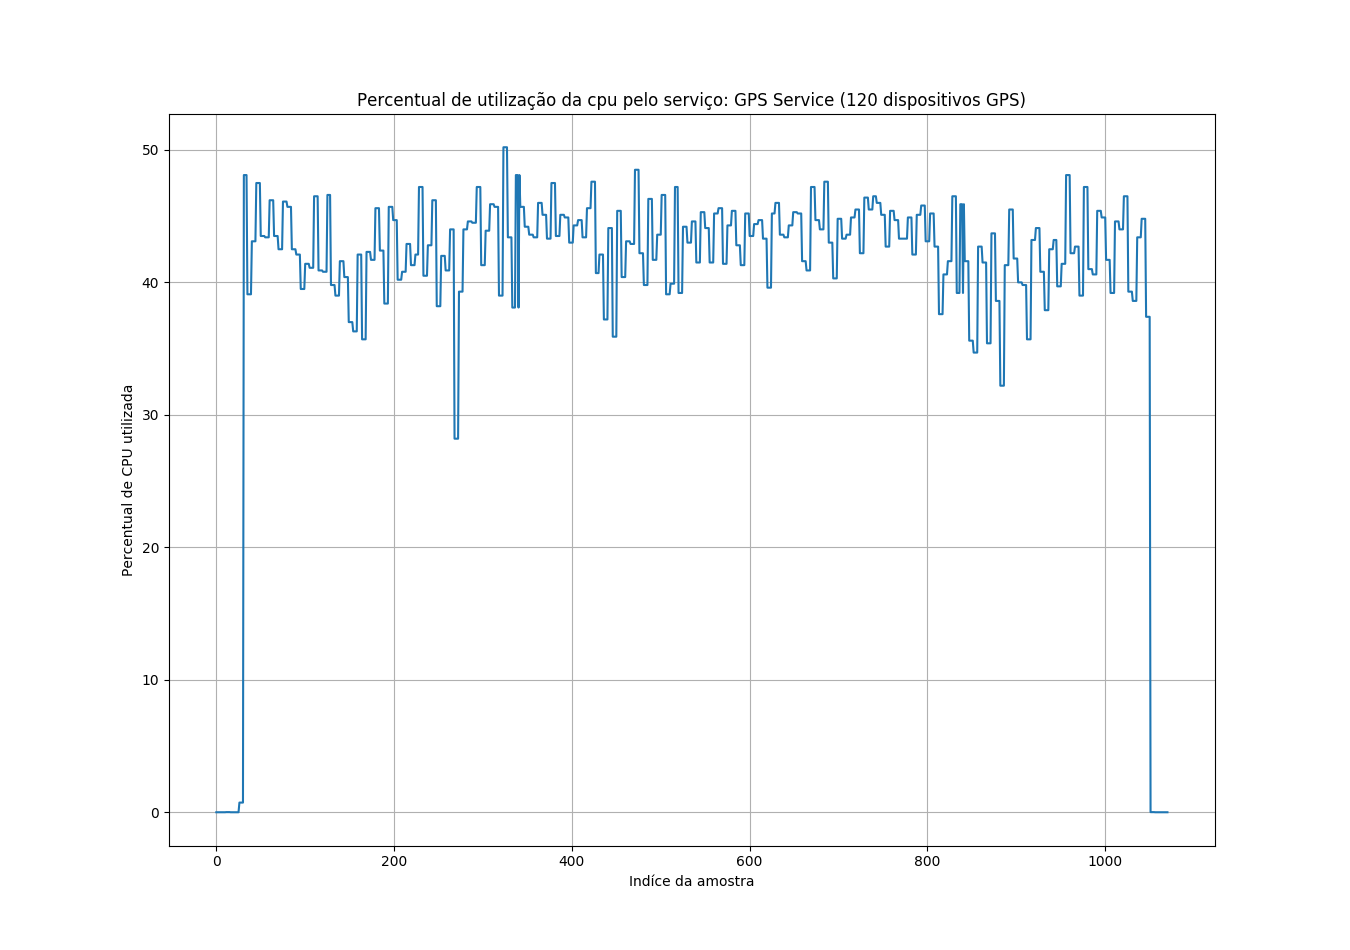 Percentual de utilização da cpu pelo serviço: GPS Service (120 dispositivos GPS)
50
40
30
20
10
0
Percentual de CPU utilizada
0 200 400 600 800 1000
Indíce da amostra